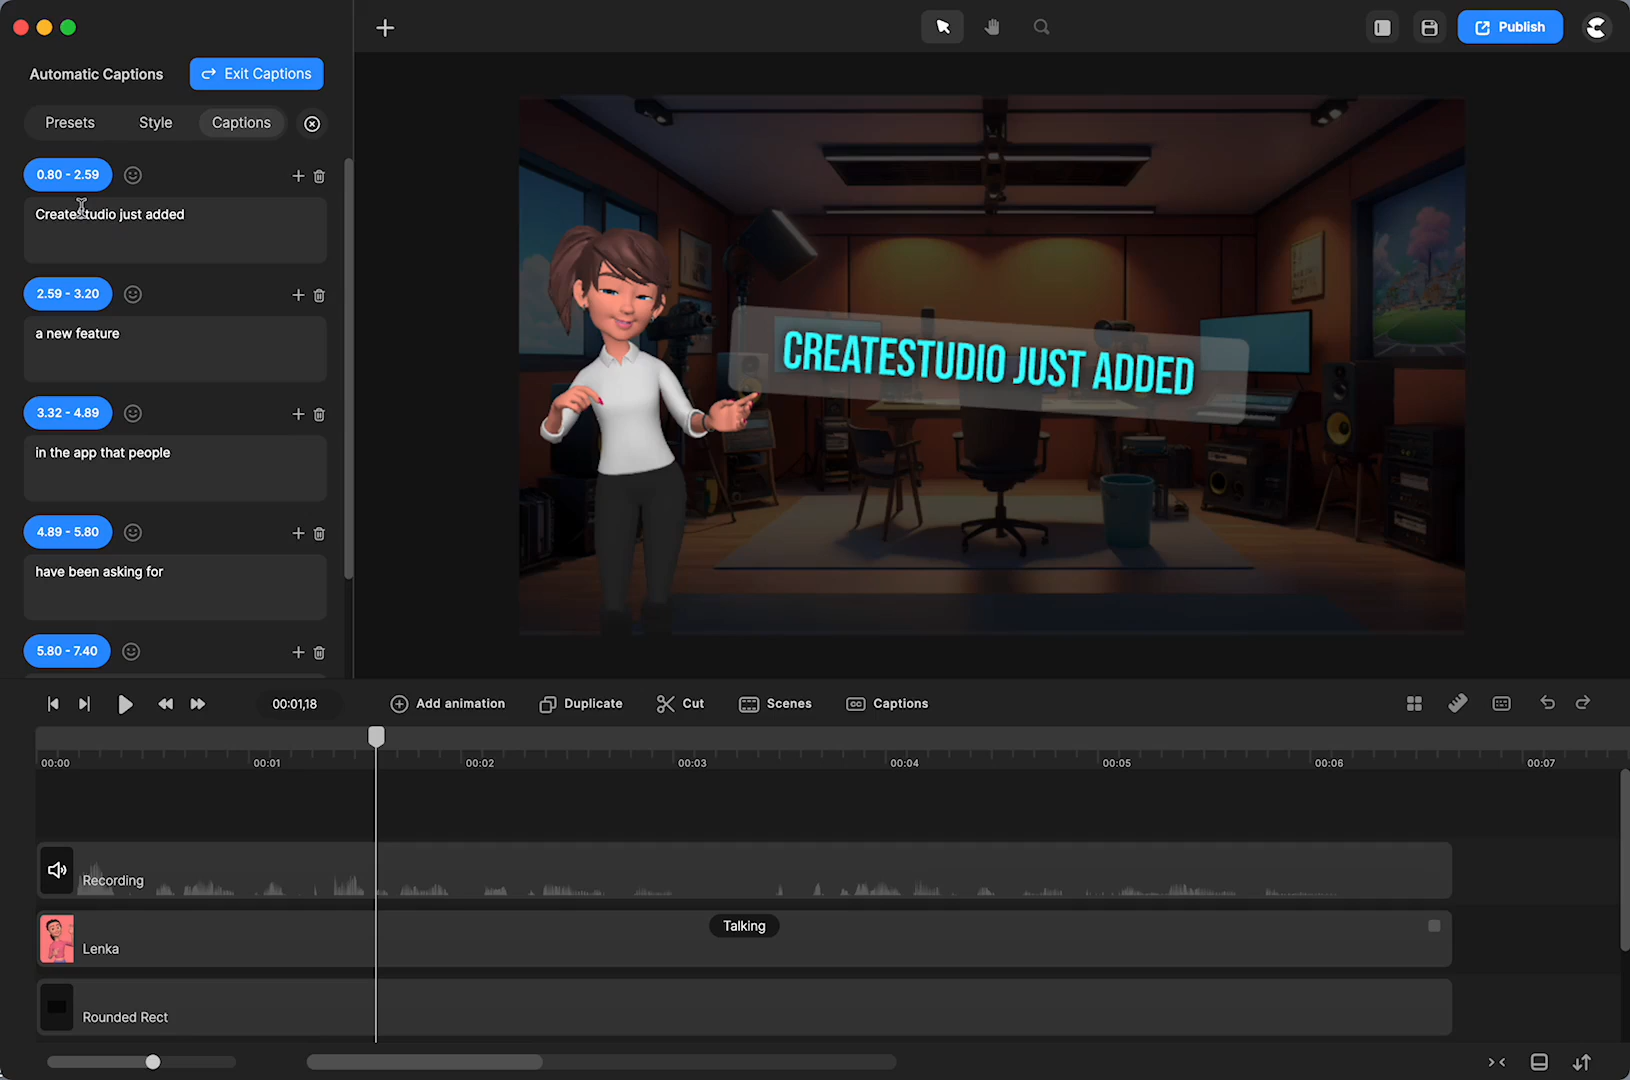 Publish
Automatic Captions
Exit Captions
Presets
Style
Captions
0.80 - 2.59
Createstudio just added
2.59 - 3.20
a new feature
3.32 - 4.89
in the app that people
4.89 - 5.80
have been asking for
5.80 - 7.40
CREATESTUDIO JUST ADDED
00:01,18
Add animation
Duplicate
Cut
Scenes
CC
Captions
00:00
00:01
00:02
00:03
00:04
00:05
00:06
00:07
Recording
Talking
Lenka
Rounded Rect